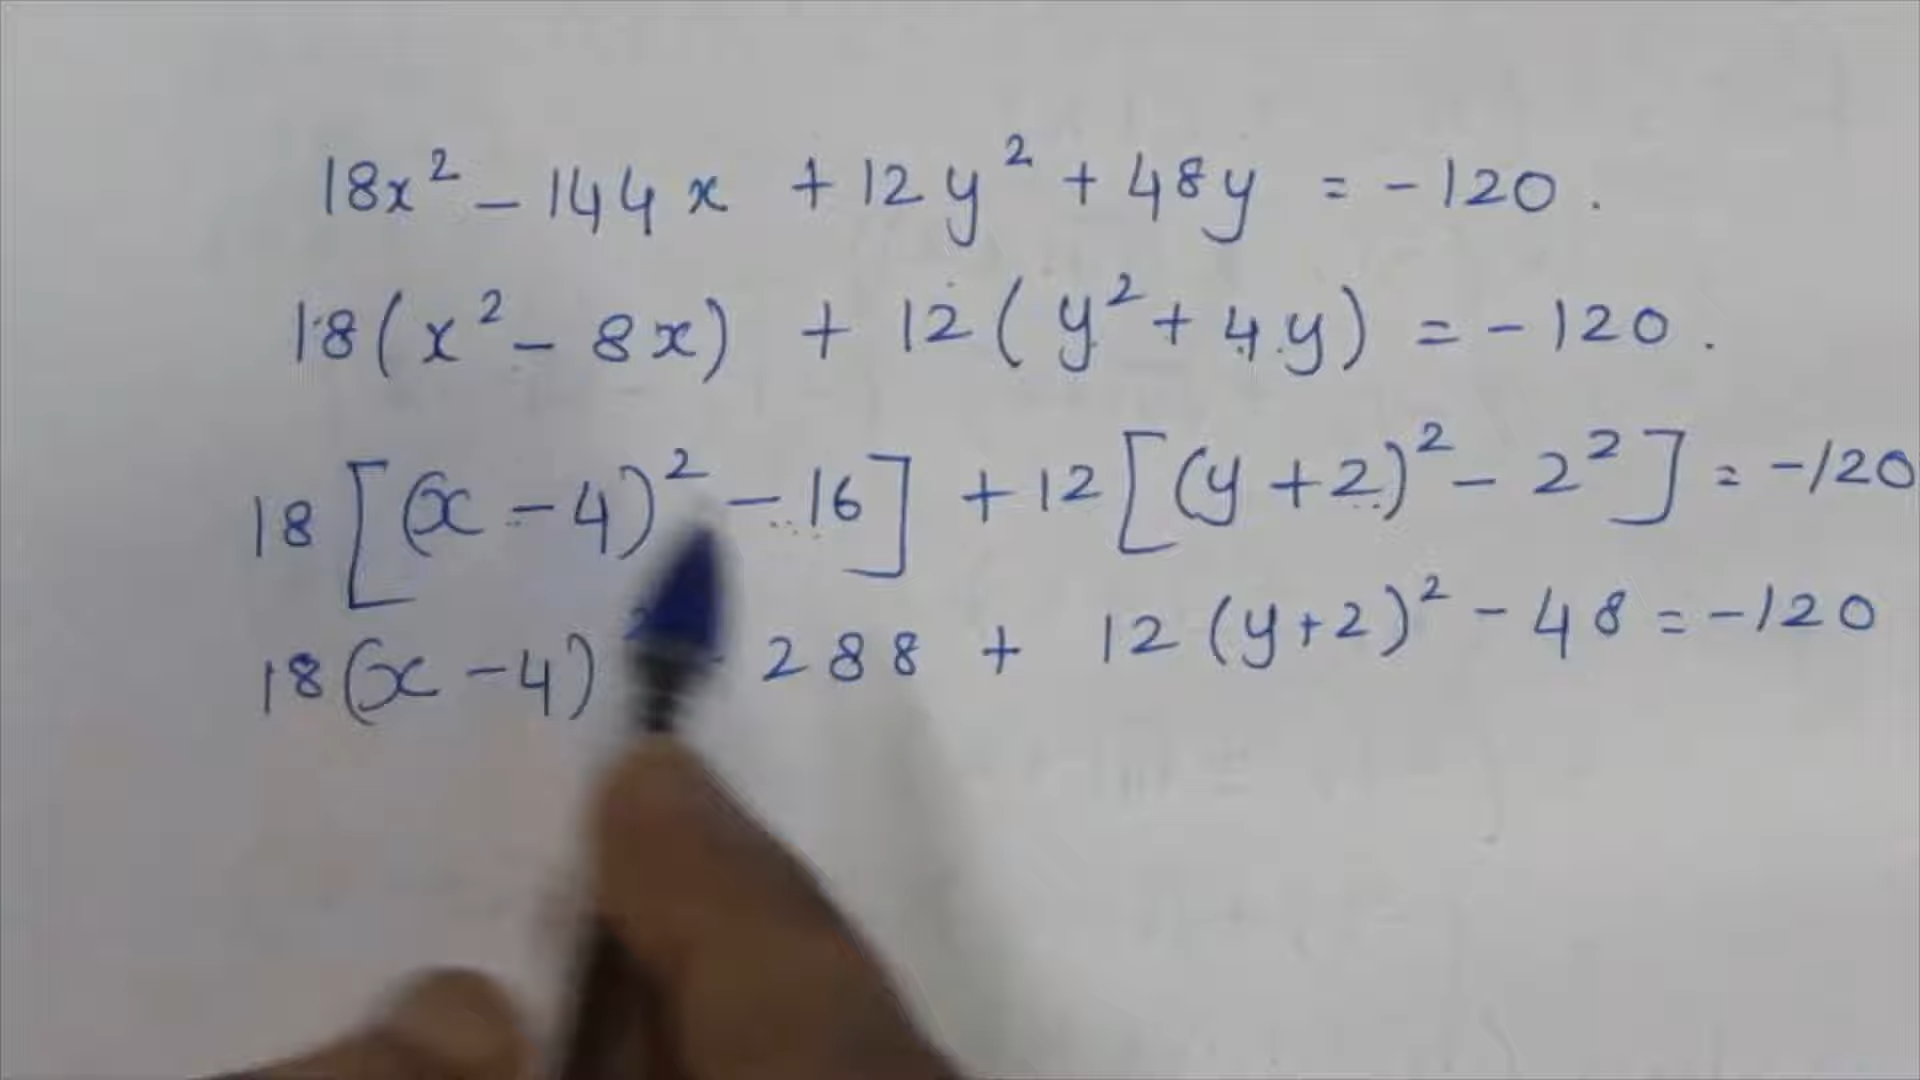 18x² - 144x + 12y² + 48y = -120.
18(x² - 8x) + 12(y² + 4y) = -120.
18[(x - 4)² - 16] + 12[(y + 2)² - 2²] = -120
18(x - 4)² - 288 + 12(y+2)² - 48 = -120